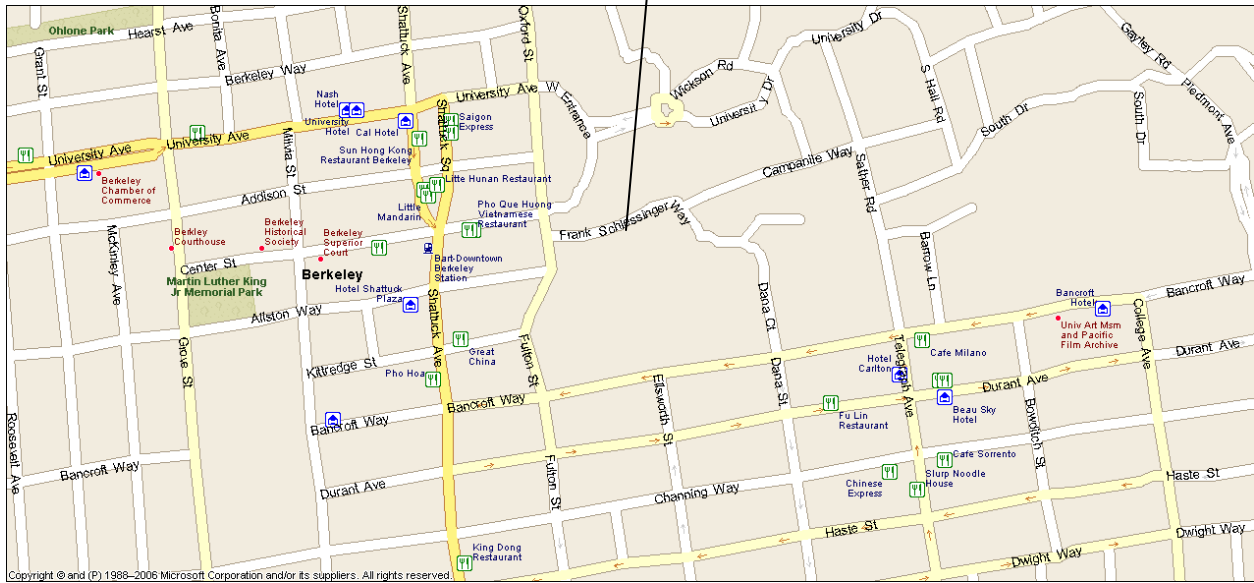 Ohlone Park
Hearst Ave
Grant St
Bonita Ave
Berkeley Way
Shattuck Ave
Oxford St
University Ave
W Entrance
Wickson Rd
University Dr
University Dr
S Hall Rd
Gayley Rd
Piedmont Ave
South Dr
South Dr
Nash
Hotel
University
Hotel
Cal Hotel
Shattuck Sq
Saigon
Express
University Ave
University Ave
Milvia St
Sun Hong Kong
Restaurant Berkeley
Campanile Way
Sather Rd
Berkeley
Chamber of
Commerce
Addison St
Little Hunan Restaurant
Little
Mandarin
Pho Que Huong
Vietnamese
Restaurant
Frank Schlessinger Way
Barrow Ln
McKinley Ave
Berkley
Courthouse
Berkeley
Historical
Society
Berkeley
Superior
Court
Center St
Berkeley
Bart-Downtown
Berkeley
Station
Martin Luther King
Jr Memorial Park
Hotel Shattuck
Plaza
Allston Way
Shattuck Ave
Dana Ct
Bancroft
Hotel
Bancroft Way
College Ave
Univ Art Msm
and Pacific
Film Archive
Grove St
Kittredge St
Great
China
Fulton St
Pho Hoa
Hotel
Carlton
Telegraph Ave
Cafe Milano
Durant Ave
Durant Ave
Ellsworth St
Dana St
Bancroft Way
Bancroft Way
Fu Lin
Restaurant
Beau Sky
Hotel
Bowditch St
Roosevelt Ave
Bancroft Way
Durant Ave
Fulton St
Channing Way
Chinese
Express
Cafe Sorrento
Slurp Noodle
House
Haste St
Haste St
Dwight Way
Dwight Way
King Dong
Restaurant
Copyright © and (P) 1988–2006 Microsoft Corporation and/or its suppliers. All rights reserved.